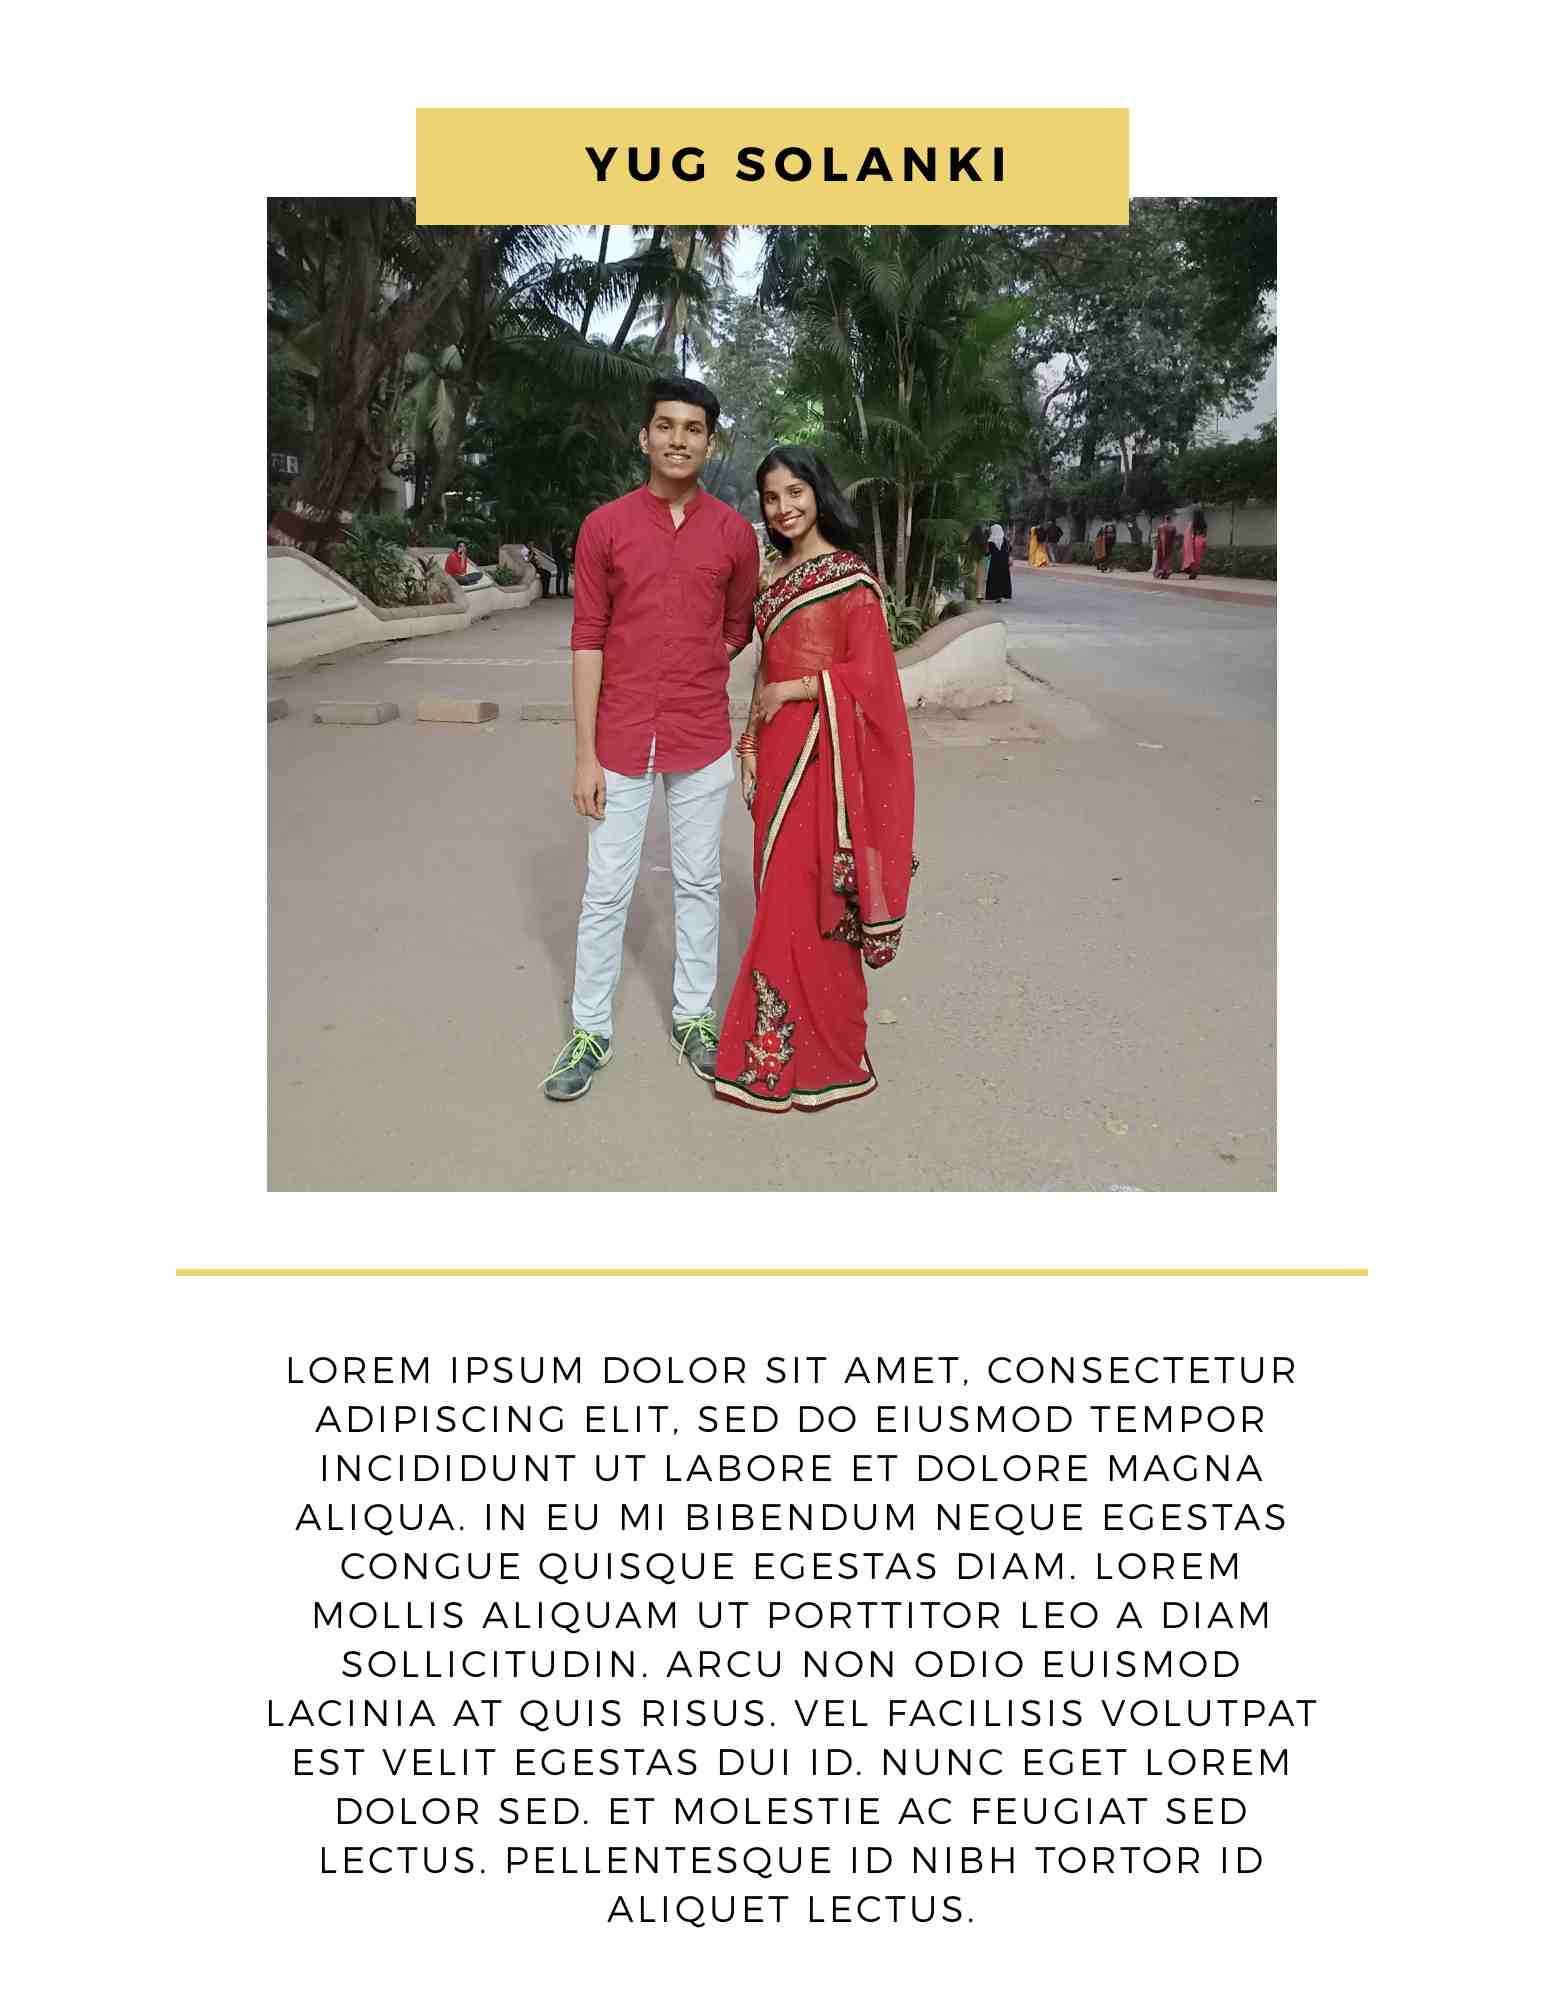 YUG SOLANKI
LOREM IPSUM DOLOR SIT AMET, CONSECTETUR
ADIPISCING ELIT, SED DO EIUSMOD TEMPOR
INCIDIDUNT UT LABORE ET DOLORE MAGNA
ALIQUA. IN EU MI BIBENDUM NEQUE EGESTAS
CONGUE QUISQUE EGESTAS DIAM. LOREM
MOLLIS ALIQUAM UT PORTTITOR LEO A DIAM
SOLLICITUDIN. ARCU NON ODIO EUISMOD
LACINIA AT QUIS RISUS. VEL FACILISIS VOLUTPAT
EST VELIT EGESTAS DUI ID. NUNC EGET LOREM
DOLOR SED. ET MOLESTIE AC FEUGIAT SED
LECTUS. PELLENTESQUE ID NIBH TORTOR ID
ALIQUET LECTUS.